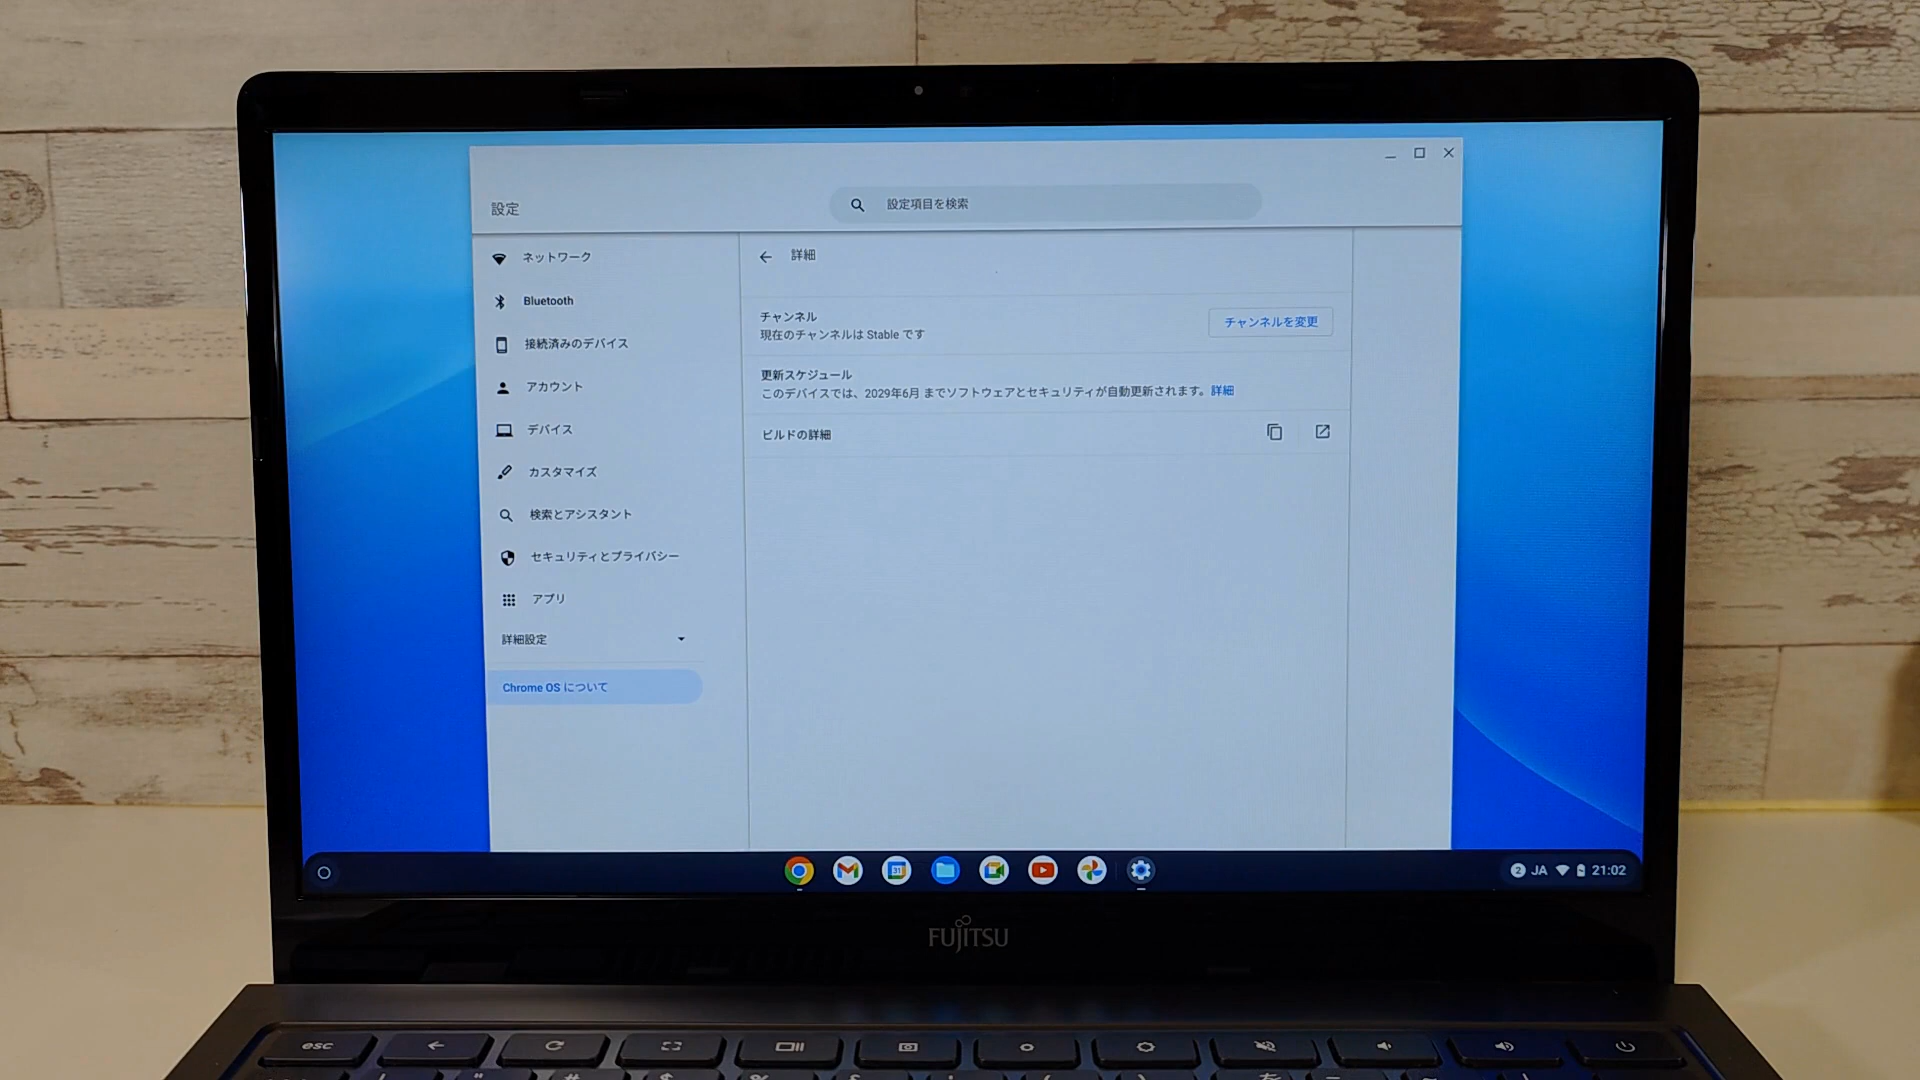 設定
設定項目を検索
ネットワーク
Bluetooth
接続済みのデバイス
アカウント
デバイス
カスタマイズ
検索とアシスタント
セキュリティとプライバシー
アプリ
詳細設定
Chrome OS について
詳細
チャンネル
現在のチャンネルは Stable です
チャンネルを変更
更新スケジュール
このデバイスでは、2029年6月 までソフトウェアとセキュリティが自動更新されます。詳細
ビルドの詳細
31
2 JA 21:02
FUJITSU
esc